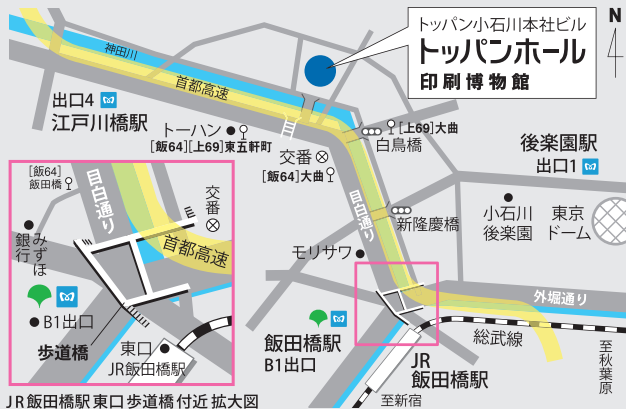 トッパン小石川本社ビル
トッパンホール
印刷博物館
N
神田川
首都高速
出口4
江戸川橋駅
トーハン
[飯64][上69]東五軒町
[上69]大曲
白鳥橋
交番
[飯64]大曲
後楽園駅
出口1
目白通り
新隆慶橋
小石川
後楽園
東京
ドーム
モリサワ
外堀通り
飯田橋駅
B1出口
JR
飯田橋駅
総武線
至秋葉原
至新宿
[飯64]
飯田橋
目白通り
交番
首都高速
みずほ
銀行
B1出口
歩道橋
東口
JR飯田橋駅
JR飯田橋駅東口歩道橋付近 拡大図